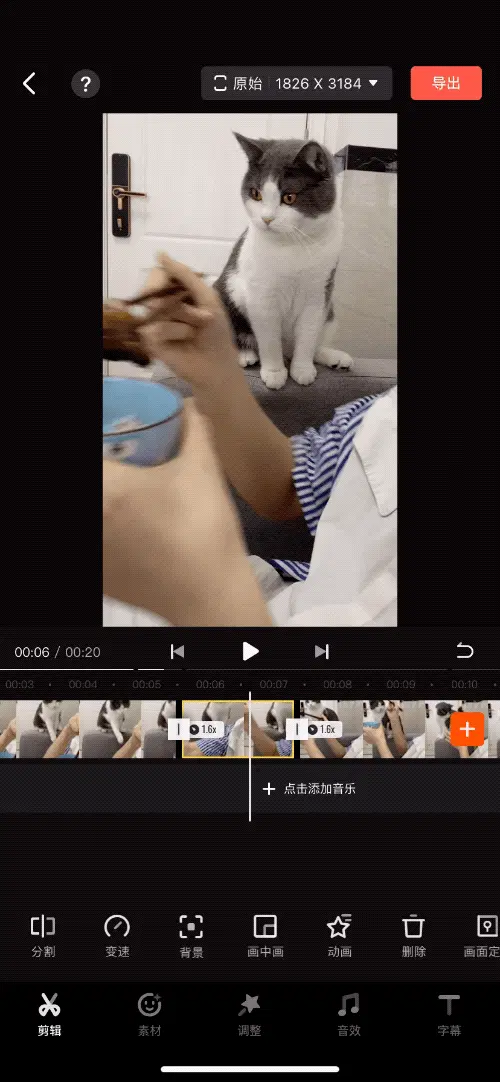 ?
原始 1826 X 3184
导出
00:06 / 00:20
00:03 00:04 00:05 00:06 00:07 00:08 00:09 00:10
1.6x 1.6x
点击添加音乐
分割 变速 背景 画中画 动画 删除 画面定
剪辑 素材 调整 音效 字幕